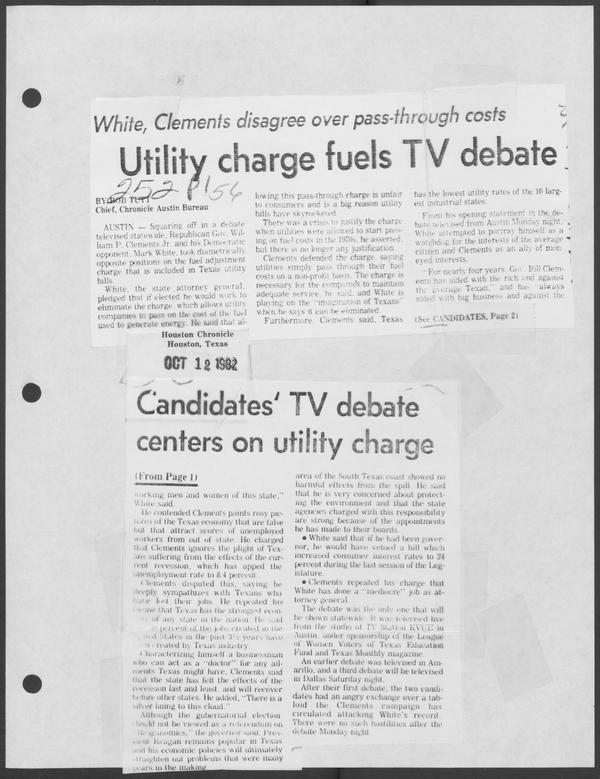 White, Clements disagree over pass-through costs
Utility charge fuels TV debate
252 P156
BY BOB TUTT
Chief, Chronicle Austin Bureau
AUSTIN — Squaring off in a debate
televised statewide, Republican Gov. Wil-
liam P. Clements Jr. and his Democratic
opponent, Mark White, took diametrically
opposite positions on the fuel adjustment
charge that is included in Texas utility
bills.
White, the state attorney general,
pledged that if elected he would work to
eliminate the charge, which allows utility
companies to pass on the cost of the fuel
used to generate energy. He said that al-
lowing this pass-through charge is unfair
to consumers and is a big reason utility
bills have skyrocketed.
There was a crisis to justify the charge
when utilities were allowed to start pass-
ing on fuel costs in the 1970s, he asserted,
but there is no longer any justification.
Clements defended the charge, saying
utilities simply pass through their fuel
costs on a non-profit basis. The charge is
necessary for the companies to maintain
adequate service, he said, and White is
playing on the "imagination of Texans"
when he says it can be eliminated.
Furthermore, Clements said, Texas
has the lowest utility rates of the 10 larg-
est industrial states.
From his opening statement in the de-
bate televised from Austin Monday night,
White attempted to portray himself as a
watchdog for the interests of the average
citizen and Clements as an ally of mon-
eyed interests.
"For nearly four years, Gov. Bill Clem-
ents has sided with the rich and against
the average Texan," and has "always
sided with big business and against the
(See CANDIDATES, Page 2)
Houston Chronicle
Houston, Texas
OCT 12 1982
Candidates' TV debate
centers on utility charge
(From Page 1)
working men and women of this state,"
White said.
He contended Clements paints rosy pic-
tures of the Texas economy that are false
but that attract scores of unemployed
workers from out of state. He charged
that Clements ignores the plight of Tex-
ans suffering from the effects of the cur-
rent recession, which has upped the
unemployment rate to 8.4 percent.
Clements disputed this, saying he
deeply sympathizes with Texans who
have lost their jobs. He repeated his
theme that Texas has the strongest econ-
of any state in the nation. He said
percent of the jobs created in the
States in the past 3½ years have
created by Texas industry.
Characterizing himself a businessman
who can act as a "doctor" for any ail-
ments Texas might have, Clements said
that the state has felt the effects of the
recession last and least, and will recover
before other states. He added, "There is a
silver lining to this cloud."
Although the gubernatorial election
should not be viewed as a referendum on
"Reaganomics," the governor said, Pres-
ident Reagan remains popular in Texas
and his economic policies will ultimately
straighten out problems that were many
years in the making.
area of the South Texas coast showed no
harmful effects from the spill. He said
that he is very concerned about protect-
ing the environment and that the state
agencies charged with this responsibility
are strong because of the appointments
he has made to their boards.
● White said that if he had been gover-
nor, he would have vetoed a bill which
increased consumer interest rates to 24
percent during the last session of the Leg-
islature.
● Clements repeated his charge that
White has done a "mediocre" job as at-
torney general.
The debate was the only one that will
be shown statewide. It was televised live
from the studio of TV Station KVUE in
Austin, under sponsorship of the League
of Women Voters of Texas Education
Fund and Texas Monthly magazine.
An earlier debate was televised in Am-
arillo, and a third debate will be televised
in Dallas Saturday night.
After their first debate, the two candi-
dates had an angry exchange over a tab-
loid the Clements campaign has
circulated attacking White's record.
There were no such hostilities after the
debate Monday night.